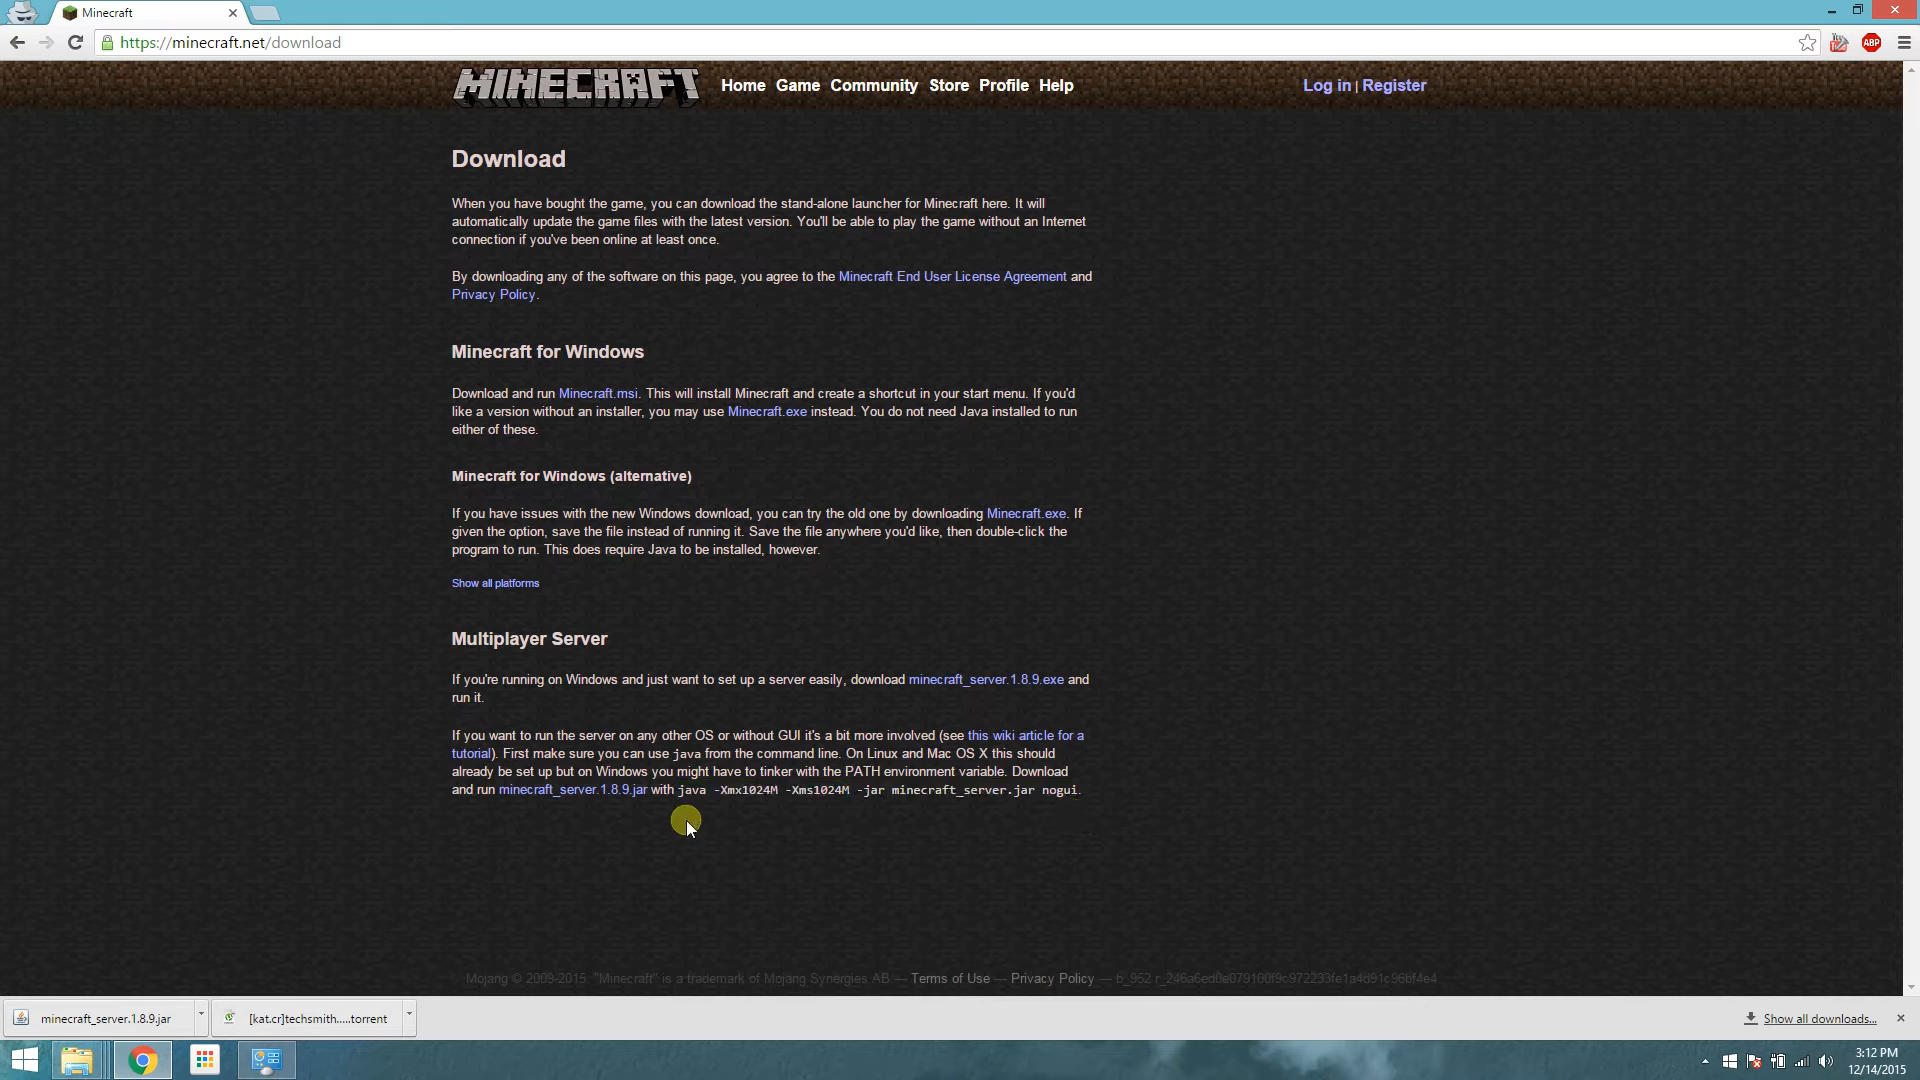 Minecraft
https://minecraft.net/download
ABP
MINECRAFT
Home Game Community Store Profile Help
Log in | Register
Download
When you have bought the game, you can download the stand-alone launcher for Minecraft here. It will
automatically update the game files with the latest version. You'll be able to play the game without an Internet
connection if you've been online at least once.
By downloading any of the software on this page, you agree to the Minecraft End User License Agreement and
Privacy Policy.
Minecraft for Windows
Download and run Minecraft.msi. This will install Minecraft and create a shortcut in your start menu. If you'd
like a version without an installer, you may use Minecraft.exe instead. You do not need Java installed to run
either of these.
Minecraft for Windows (alternative)
If you have issues with the new Windows download, you can try the old one by downloading Minecraft.exe. If
given the option, save the file instead of running it. Save the file anywhere you'd like, then double-click the
program to run. This does require Java to be installed, however.
Show all platforms
Multiplayer Server
If you're running on Windows and just want to set up a server easily, download minecraft_server.1.8.9.exe and
run it.
If you want to run the server on any other OS or without GUI it's a bit more involved (see this wiki article for a
tutorial). First make sure you can use java from the command line. On Linux and Mac OS X this should
already be set up but on Windows you might have to tinker with the PATH environment variable. Download
and run minecraft_server.1.8.9.jar with java -Xmx1024M -Xms1024M -jar minecraft_server.jar nogui.
Mojang © 2009-2015. "Minecraft" is a trademark of Mojang Synergies AB — Terms of Use — Privacy Policy — b_952
minecraft_server.1.8.9.jar
[kat.cr]techsmith.....torrent
Show all downloads...
3:12 PM
12/14/2015